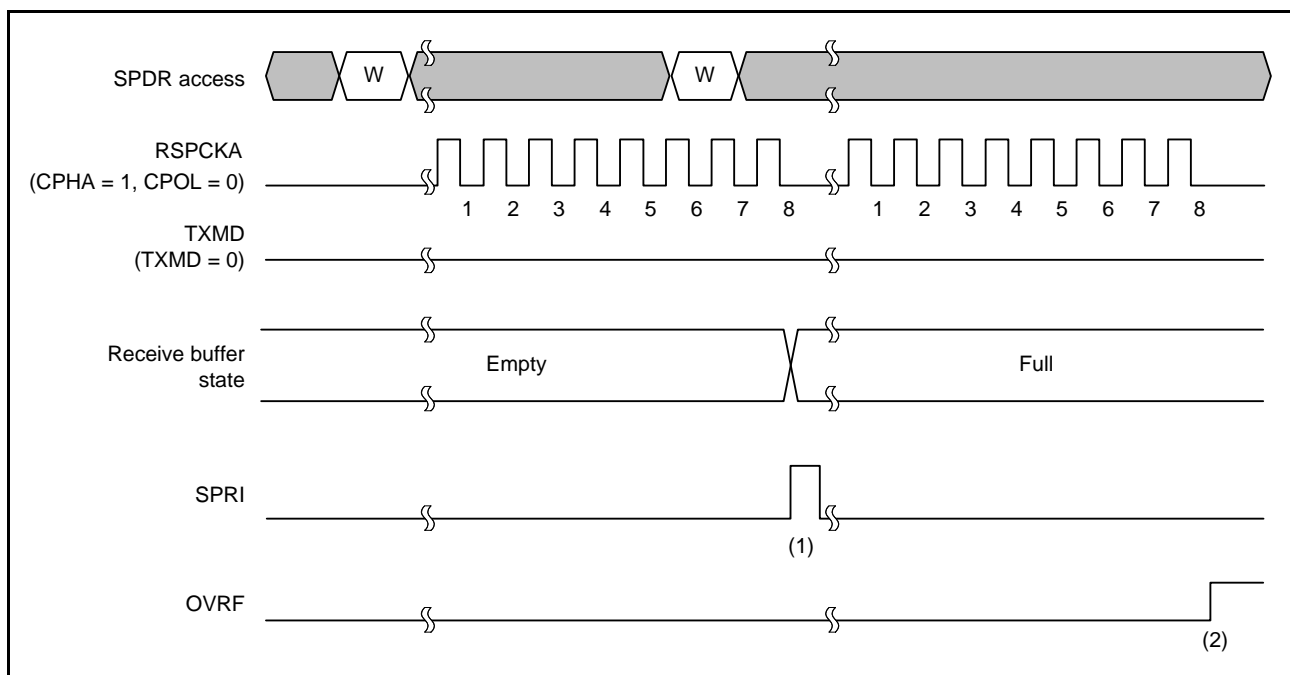 SPDR access
W
W
RSPCKA
(CPHA = 1, CPOL = 0)
1 2 3 4 5 6 7 8
1 2 3 4 5 6 7 8
TXMD
(TXMD = 0)
Receive buffer
state
Empty
Full
SPRI
(1)
OVRF
(2)